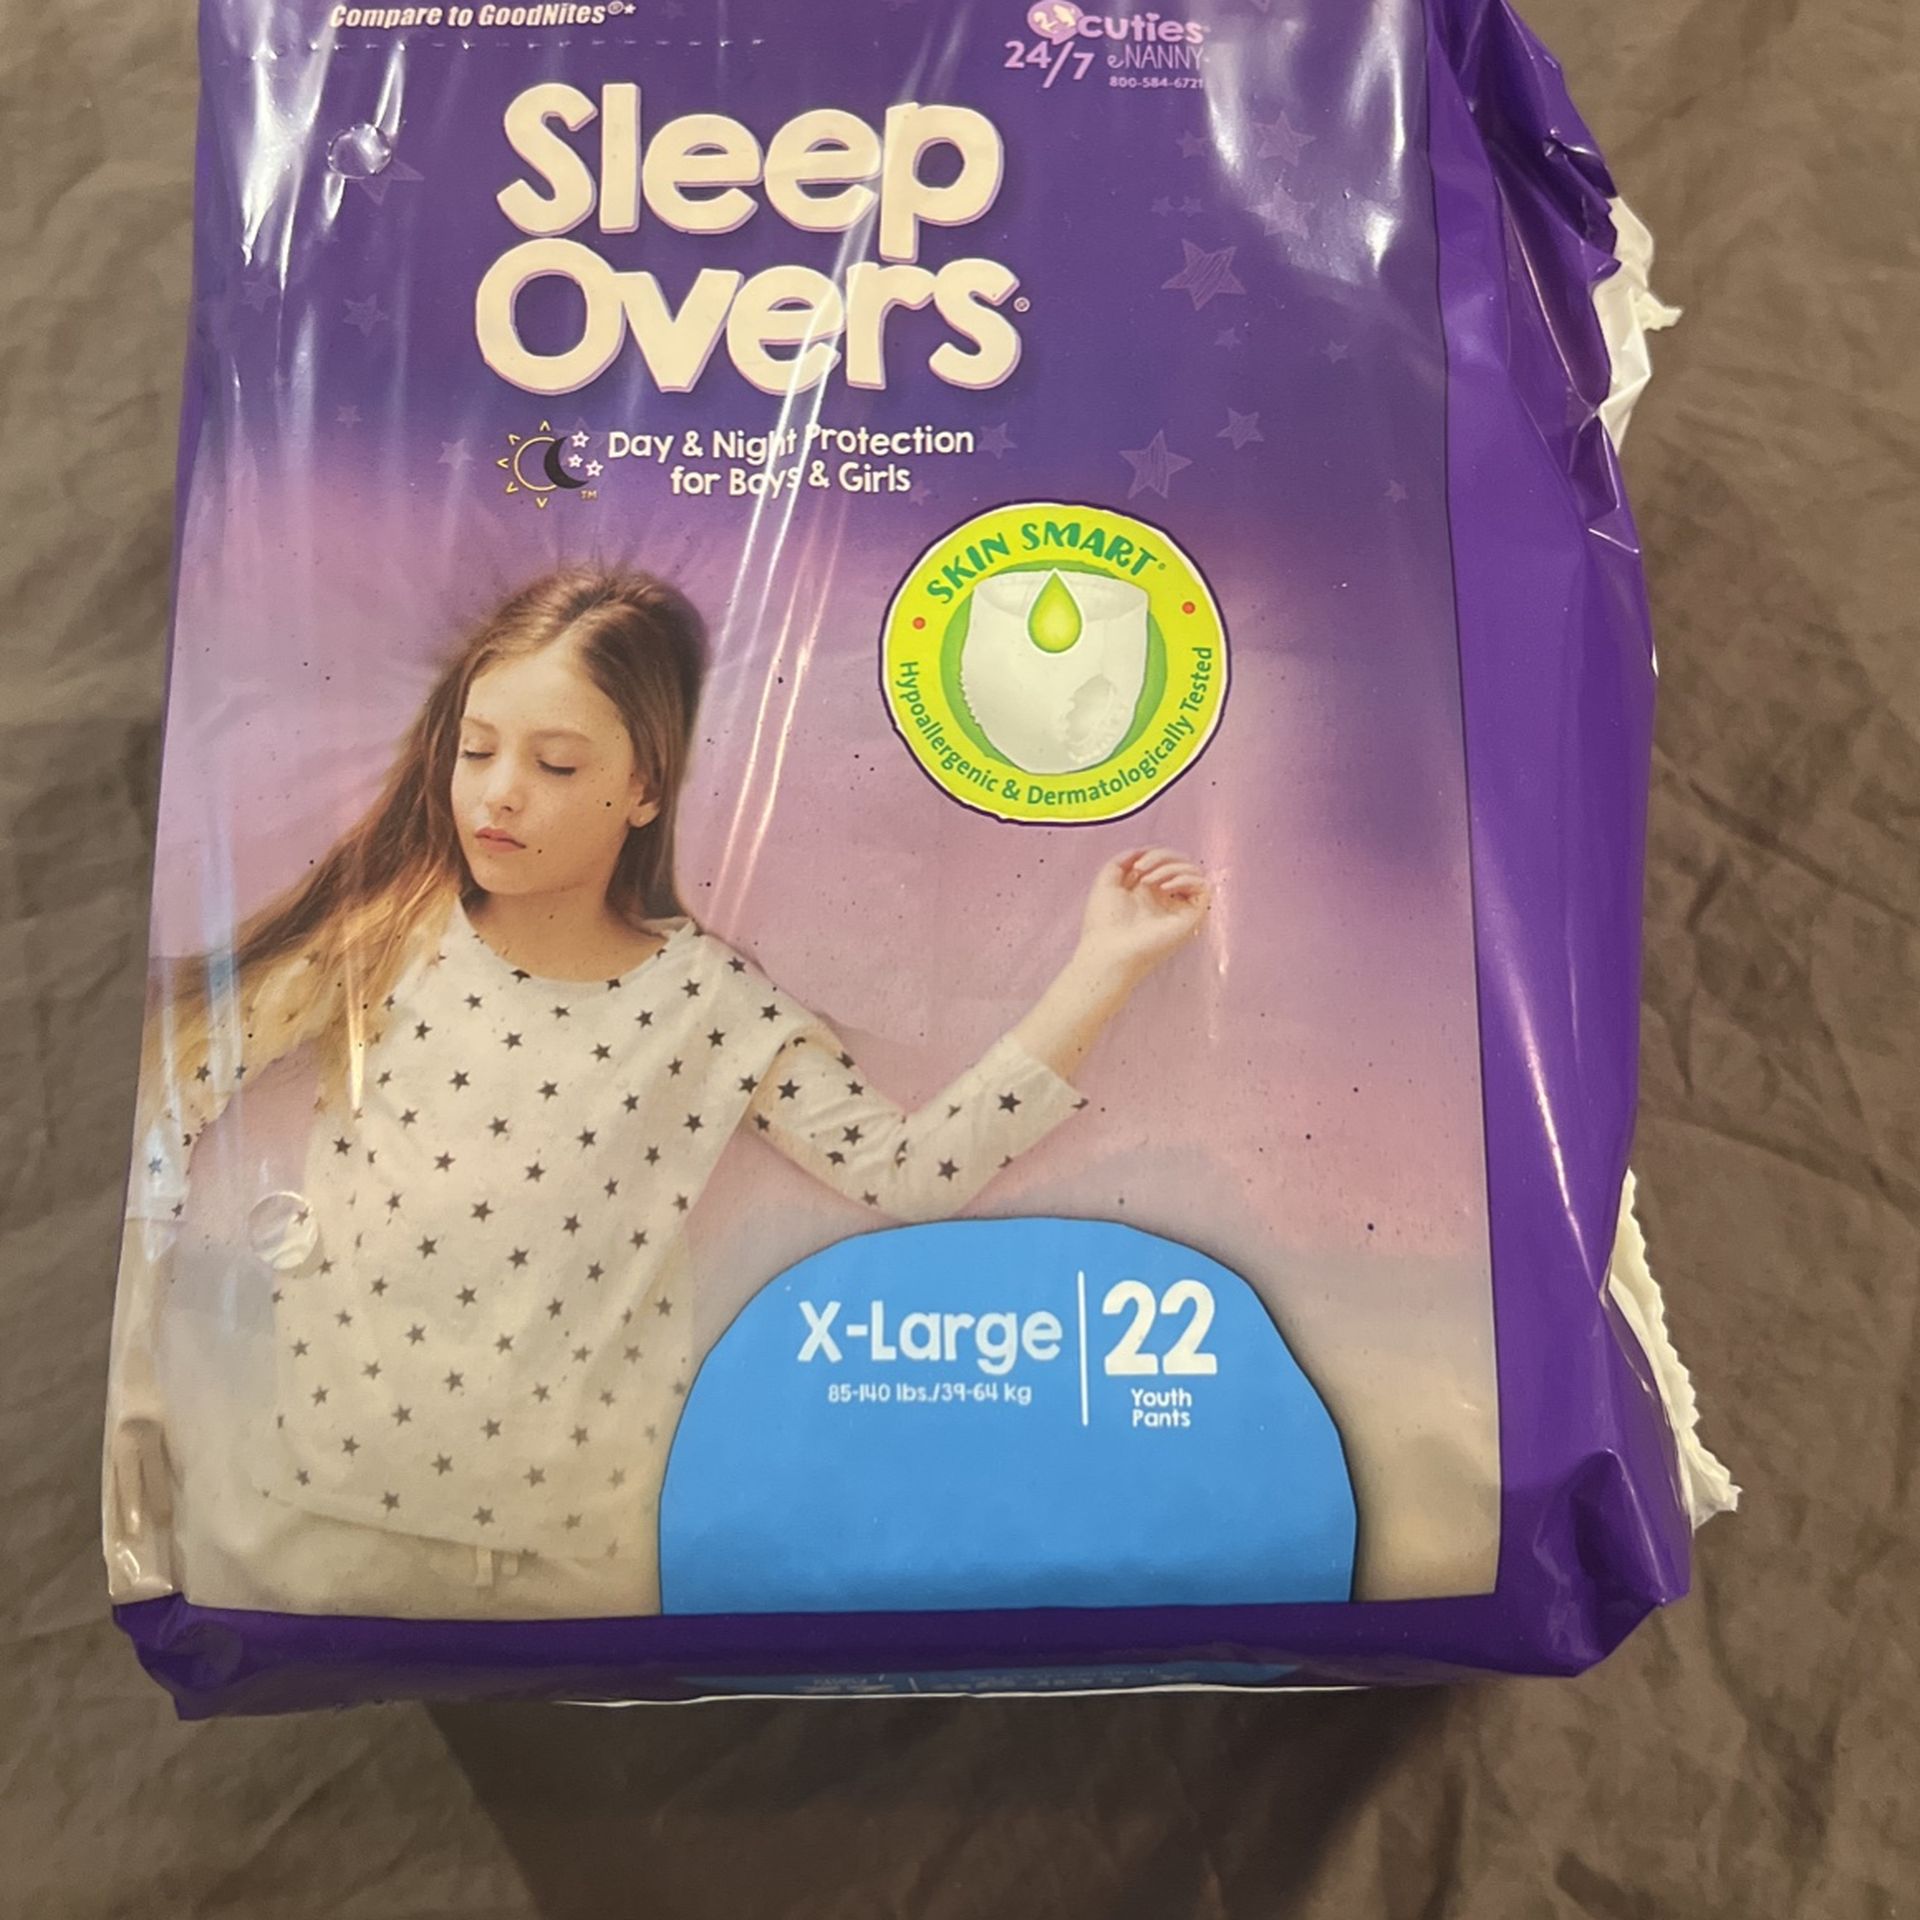 Compare to GoodNites®*
cuties
24/7 eNANNY
800-584-6721
Sleep
Overs®
Day & Night Protection
for Boys & Girls
™
SKIN SMART®
Hypoallergenic & Dermatologically Tested
X-Large 22
85-140 lbs./39-64 kg
Youth
Pants